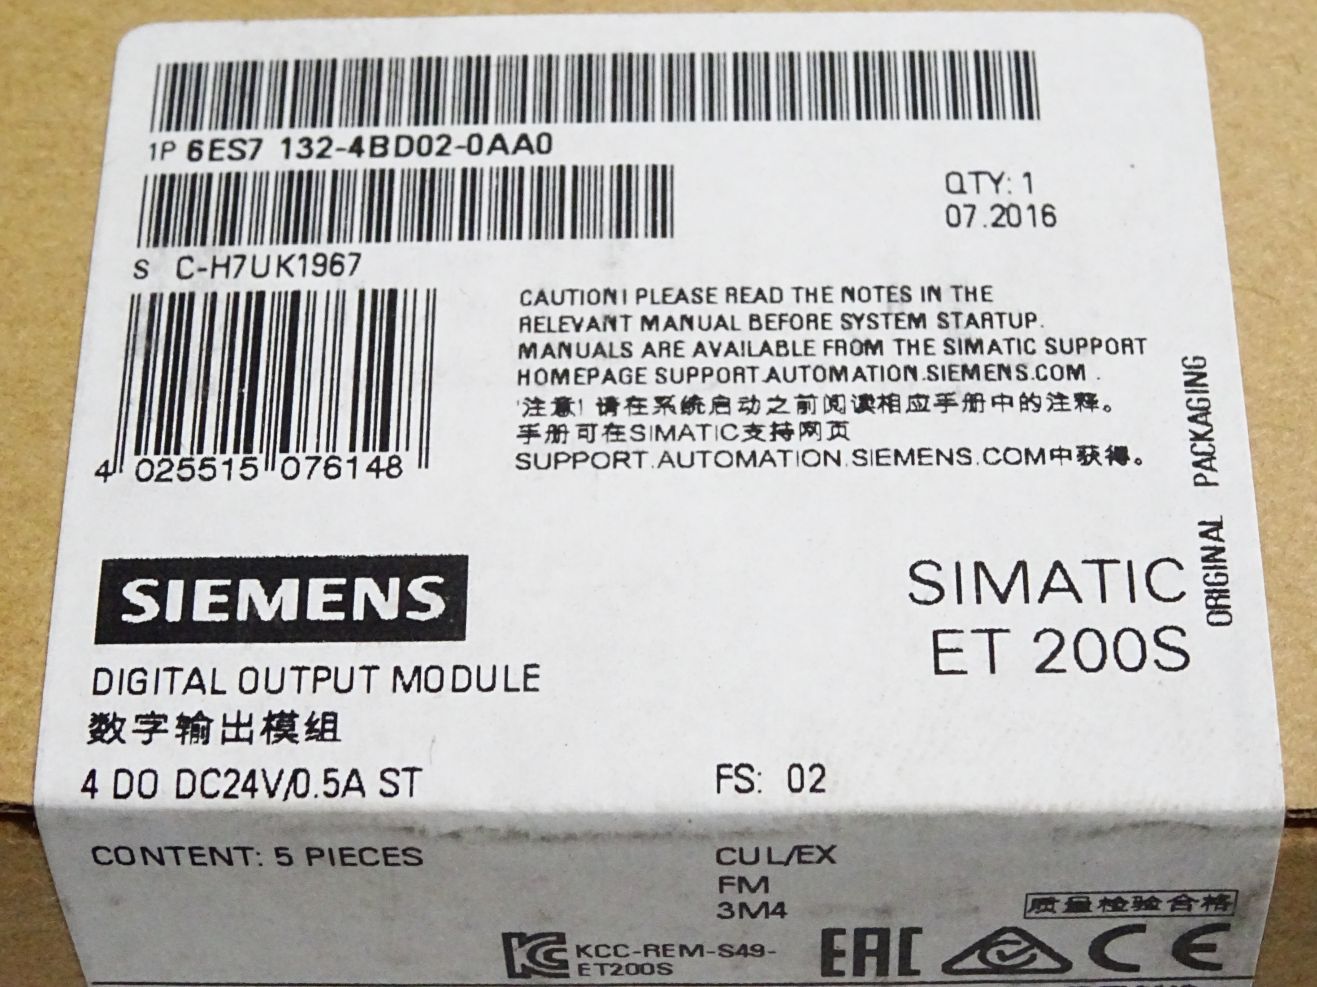 1P 6ES7 132-4BD02-0AA0
QTY: 1
07.2016
S C-H7UK1967
CAUTION! PLEASE READ THE NOTES IN THE
RELEVANT MANUAL BEFORE SYSTEM STARTUP.
MANUALS ARE AVAILABLE FROM THE SIMATIC SUPPORT
HOMEPAGE SUPPORT.AUTOMATION.SIEMENS.COM .
注意! 请在系统启动之前阅读相应手册中的注释。
手册可在SIMATIC支持网页
SUPPORT.AUTOMATION.SIEMENS.COM中获得。
4 025515 076148
ORIGINAL PACKAGING
SIEMENS
SIMATIC
ET 200S
DIGITAL OUTPUT MODULE
数字输出模组
4 DO DC24V/0.5A ST
FS: 02
CONTENT: 5 PIECES
CUL/EX
FM
3M4
质量检验合格
KCC-REM-S49-
ET200S
EAC
CE